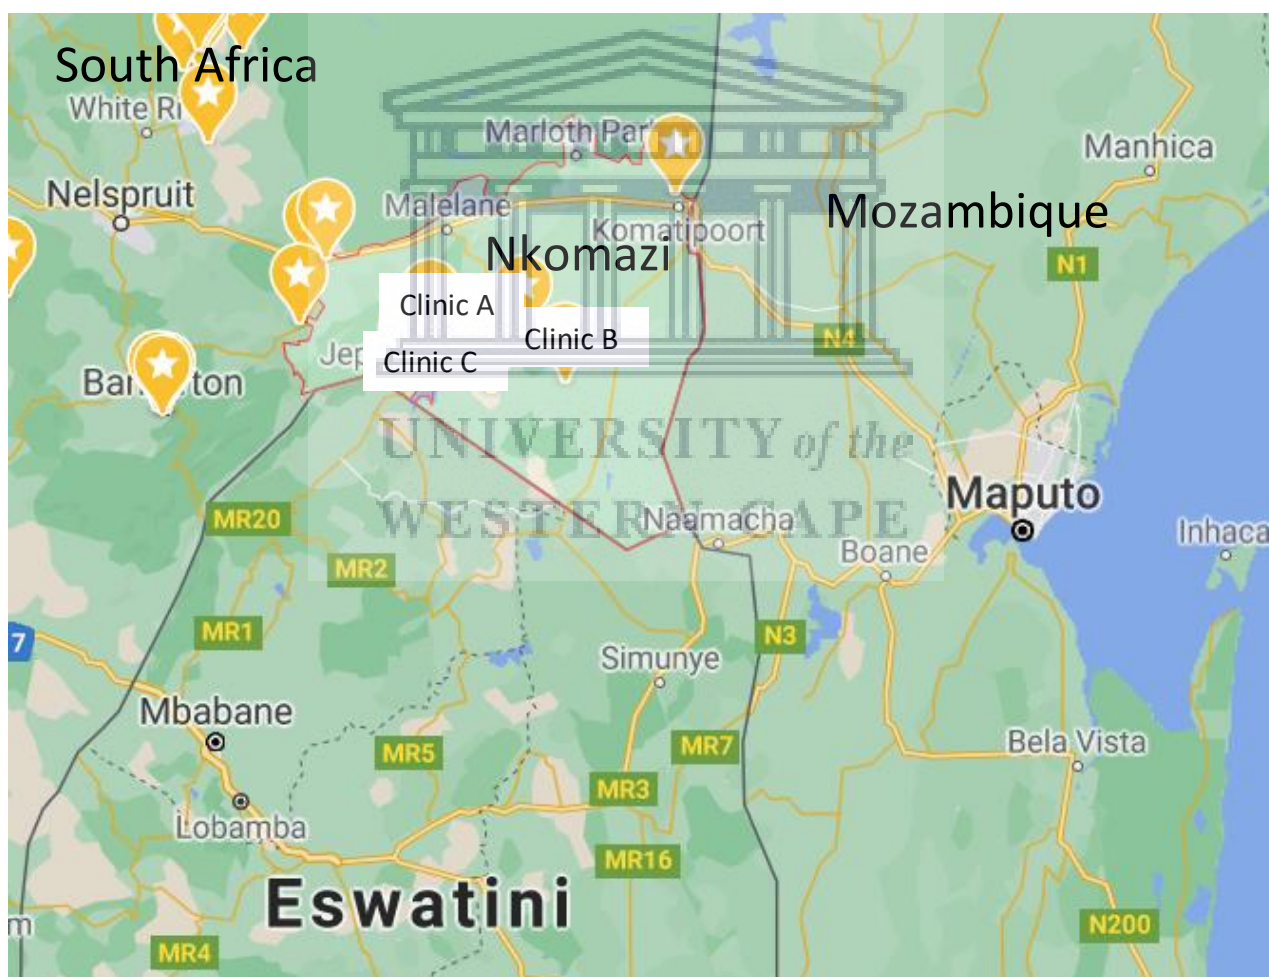 South Africa
White Ri
Marloth Par
Manhica
Nelspruit
Malelane
Mozambique
Komatipoort
Nkomazi
N1
Clinic A
Clinic B
N4
Jep
Clinic C
Bar
ton
UNIVERSITY of the
WESTERN CAPE
Maputo
MR20
Naamacha
Inhaca
Boane
MR2
7
MR1
N3
Simunye
Mbabane
Bela Vista
MR5
MR7
MR3
Lobamba
MR16
Eswatini
m
N200
MR4